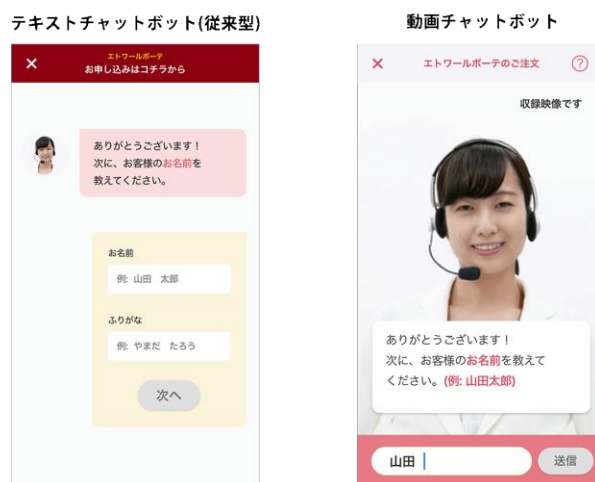 テキストチャットボット(従来型)
×
エトワールボーテ
お申し込みはコチラから
ありがとうございます！
次に、お客様のお名前を
教えてください。
お名前
例: 山田　太郎
ふりがな
例: やまだ　たろう
次へ
動画チャットボット
×
エトワールボーテのご注文
?
収録映像です
ありがとうございます！
次に、お客様のお名前を教えて
ください。(例: 山田太郎)
山田
送信